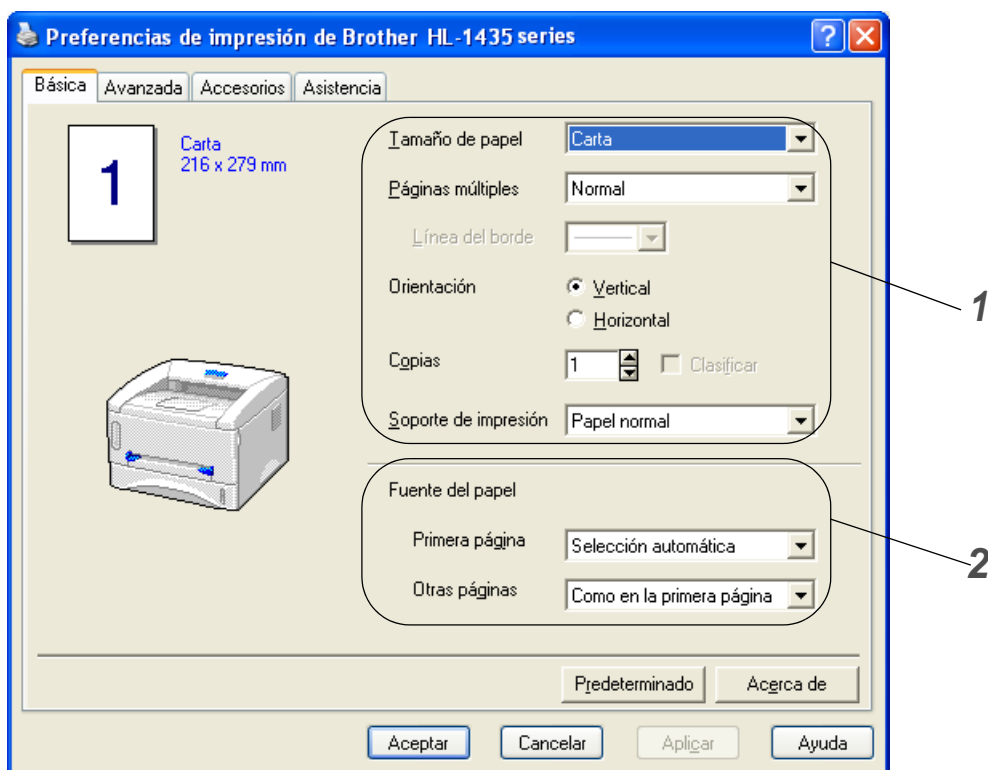 Preferencias de impresión de Brother HL-1435 series
Básica Avanzada Accesorios Asistencia
1
Carta
216 x 279 mm
Tamaño de papel Carta
Páginas múltiples Normal
Línea del borde
Orientación Vertical
Horizontal
Copias 1 Clasificar
Soporte de impresión Papel normal
1
Fuente del papel
Primera página Selección automática
Otras páginas Como en la primera página
2
Predeterminado Acerca de
Aceptar Cancelar Aplicar Ayuda